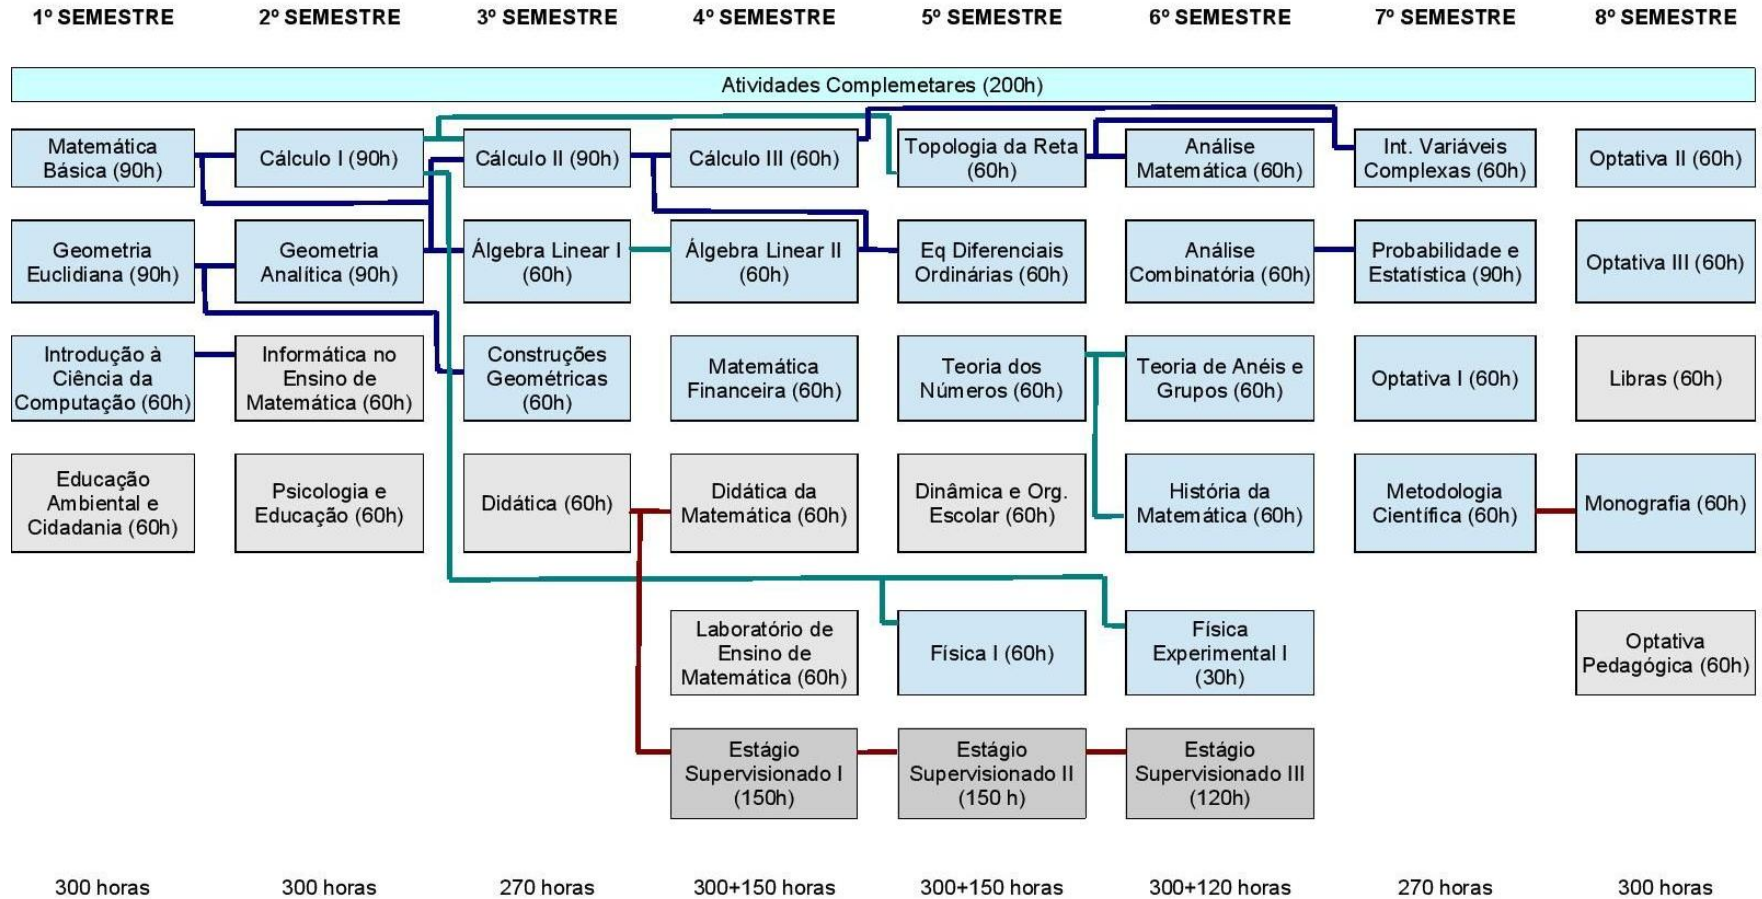 1º SEMESTRE
2º SEMESTRE
3º SEMESTRE
4º SEMESTRE
5º SEMESTRE
6º SEMESTRE
7º SEMESTRE
8º SEMESTRE
Atividades Complemetares (200h)
Matemática
Básica (90h)
Cálculo I (90h)
Cálculo II (90h)
Cálculo III (60h)
Topologia da Reta
(60h)
Análise
Matemática (60h)
Int. Variáveis
Complexas (60h)
Optativa II (60h)
Geometria
Euclidiana (90h)
Geometria
Analítica (90h)
Álgebra Linear I
(60h)
Álgebra Linear II
(60h)
Eq Diferenciais
Ordinárias (60h)
Análise
Combinatória (60h)
Probabilidade e
Estatística (90h)
Optativa III (60h)
Introdução à
Ciência da
Computação (60h)
Informática no
Ensino de
Matemática (60h)
Construções
Geométricas
(60h)
Matemática
Financeira (60h)
Teoria dos
Números (60h)
Teoria de Anéis e
Grupos (60h)
Optativa I (60h)
Libras (60h)
Educação
Ambiental e
Cidadania (60h)
Psicologia e
Educação (60h)
Didática (60h)
Didática da
Matemática (60h)
Dinâmica e Org.
Escolar (60h)
História da
Matemática (60h)
Metodologia
Científica (60h)
Monografia (60h)
Laboratório de
Ensino de
Matemática (60h)
Física I (60h)
Física
Experimental I
(30h)
Optativa
Pedagógica (60h)
Estágio
Supervisionado I
(150h)
Estágio
Supervisionado II
(150 h)
Estágio
Supervisionado III
(120h)
300 horas
300 horas
270 horas
300+150 horas
300+150 horas
300+120 horas
270 horas
300 horas